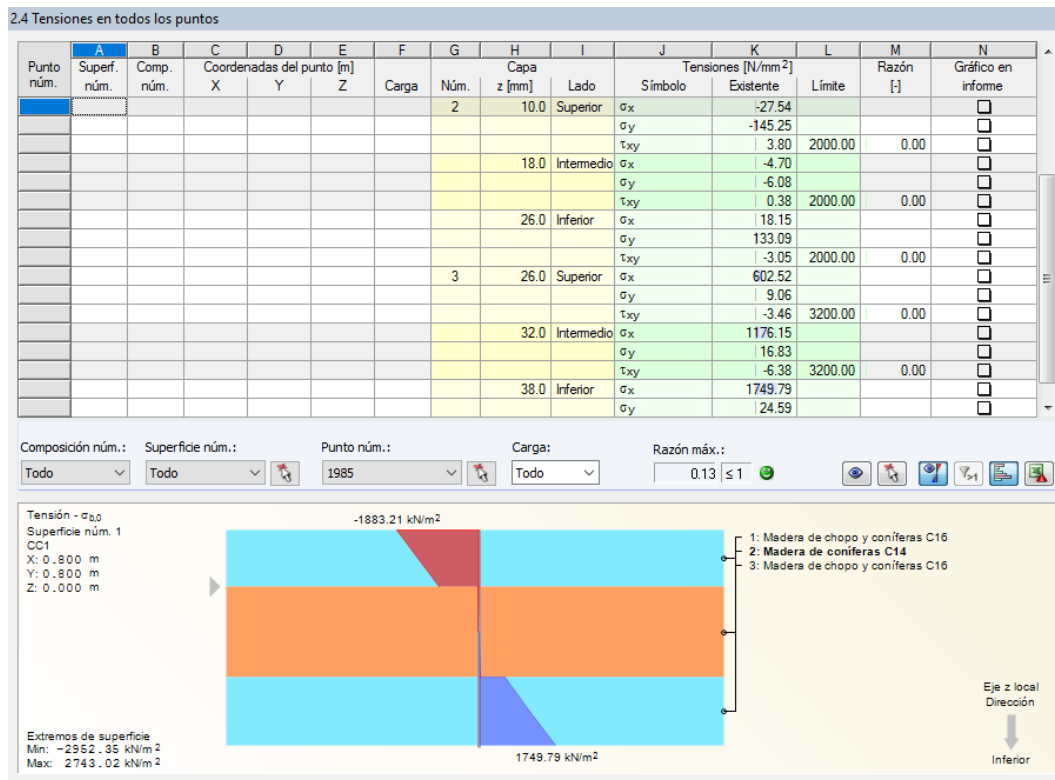 2.4 Tensiones en todos los puntos
A B C D E F G H I J K L M N
Punto Superf. Comp. Coordenadas del punto [m] Capa Tensiones [N/mm²] Razón Gráfico en
núm. núm. núm. X Y Z Carga Núm. z [mm] Lado Símbolo Existente Límite [-] informe
2 10.0 Superior σx -27.54
σy -145.25
τxy 3.80 2000.00 0.00
18.0 Intermedio σx -4.70
σy -6.08
τxy 0.38 2000.00 0.00
26.0 Inferior σx 18.15
σy 133.09
τxy -3.05 2000.00 0.00
3 26.0 Superior σx 602.52
σy 9.06
τxy -3.46 3200.00 0.00
32.0 Intermedio σx 1176.15
σy 16.83
τxy -6.38 3200.00 0.00
38.0 Inferior σx 1749.79
σy 24.59
Composición núm.: Superficie núm.: Punto núm.: Carga: Razón máx.:
Todo Todo 1985 Todo 0.13 ≤ 1
Tensión - σb,0
Superficie núm. 1
CC1
X: 0.800 m
Y: 0.800 m
Z: 0.000 m
-1883.21 kN/m²
1: Madera de chopo y coníferas C16
2: Madera de coníferas C14
3: Madera de chopo y coníferas C16
Eje z local
Dirección
Inferior
1749.79 kN/m²
Extremos de superficie
Min: -2952.35 kN/m²
Max: 2743.02 kN/m²